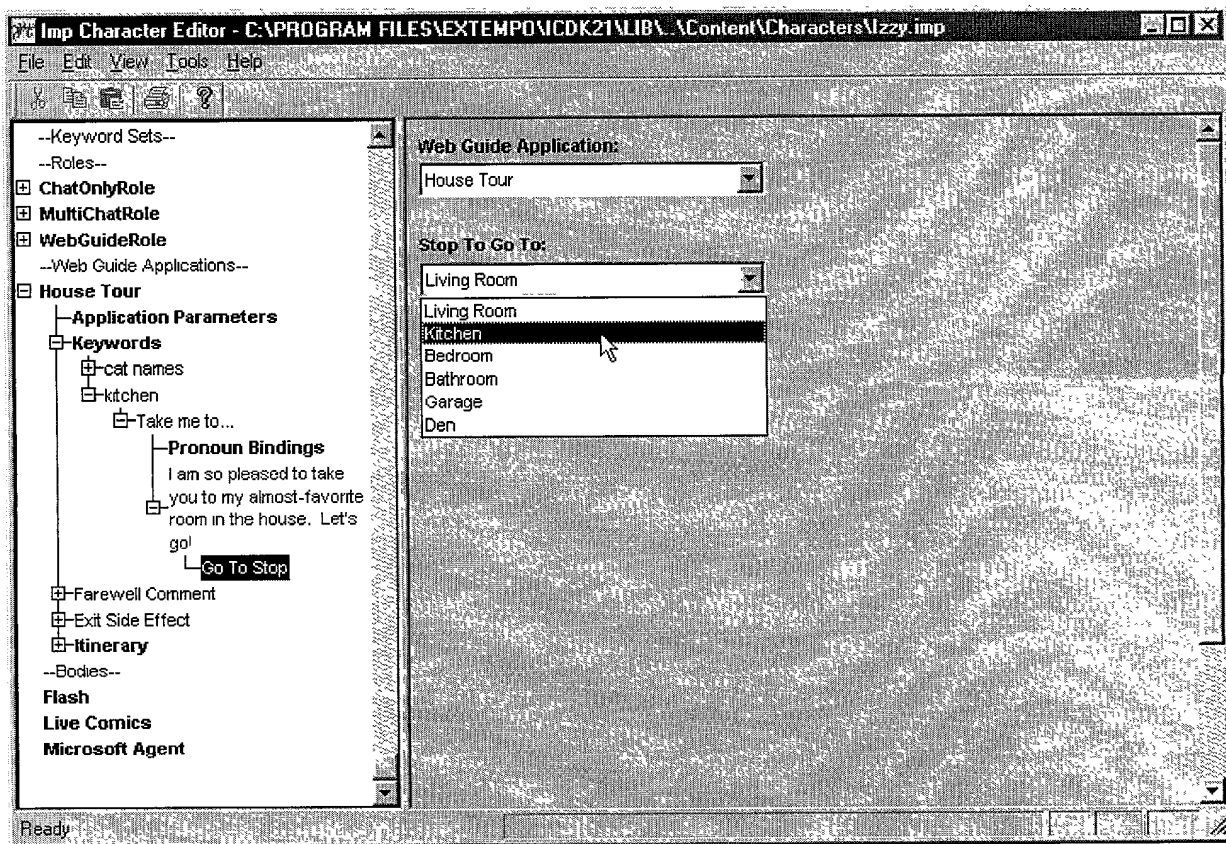 Imp Character Editor - C:\PROGRAM FILES\EXTEMPO\ICDK21\LIB\..\Content\Characters\Izzy.imp
File Edit View Tools Help
--Keyword Sets--
--Roles--
ChatOnlyRole
MultiChatRole
WebGuideRole
--Web Guide Applications--
House Tour
Application Parameters
Keywords
cat names
kitchen
Take me to...
Pronoun Bindings
I am so pleased to take
you to my almost-favorite
room in the house. Let's
go!
Go To Stop
Farewell Comment
Exit Side Effect
Itinerary
--Bodies--
Flash
Live Comics
Microsoft Agent
Web Guide Application:
House Tour
Stop To Go To:
Living Room
Living Room
Kitchen
Bedroom
Bathroom
Garage
Den
Ready